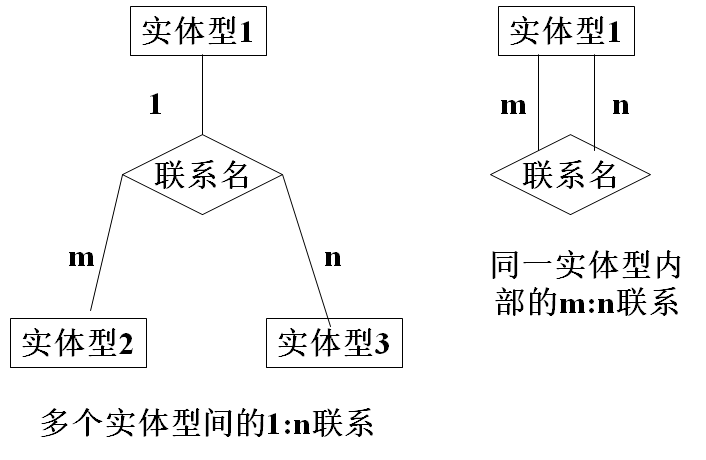 实体型1
1
联系名
m
n
实体型2
实体型3
多个实体型间的1:n联系
实体型1
m
n
联系名
同一实体型内
部的m:n联系